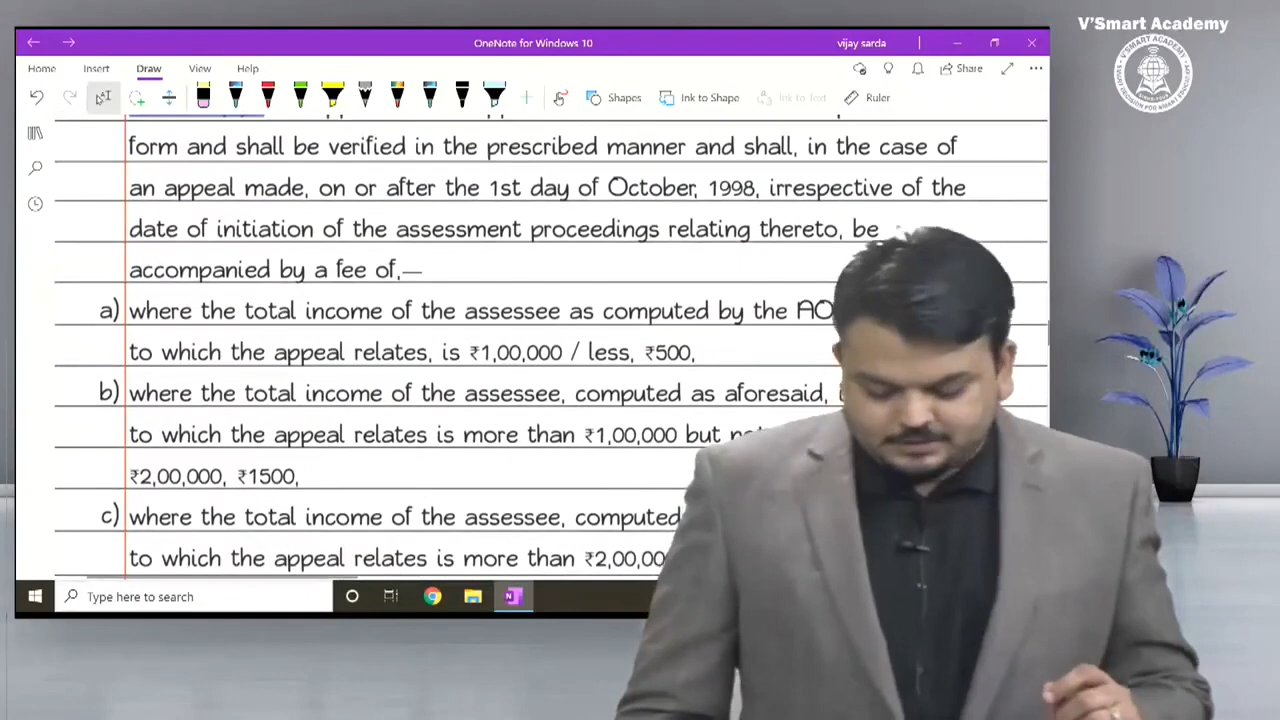 V'Smart Academy
OneNote for Windows 10
vijay sarda
Home Insert Draw View Help
Share
Shapes Ink to Shape Ink to Text Ruler
form and shall be verified in the prescribed manner and shall, in the case of
an appeal made, on or after the 1st day of October, 1998, irrespective of the
date of initiation of the assessment proceedings relating thereto, be
accompanied by a fee of,—
a) where the total income of the assessee as computed by the AO
to which the appeal relates, is ₹1,00,000 / less, ₹500,
b) where the total income of the assessee, computed as aforesaid,
to which the appeal relates is more than ₹1,00,000 but
₹2,00,000, ₹1500,
c) where the total income of the assessee, computed
to which the appeal relates is more than ₹2,00,00
Type here to search